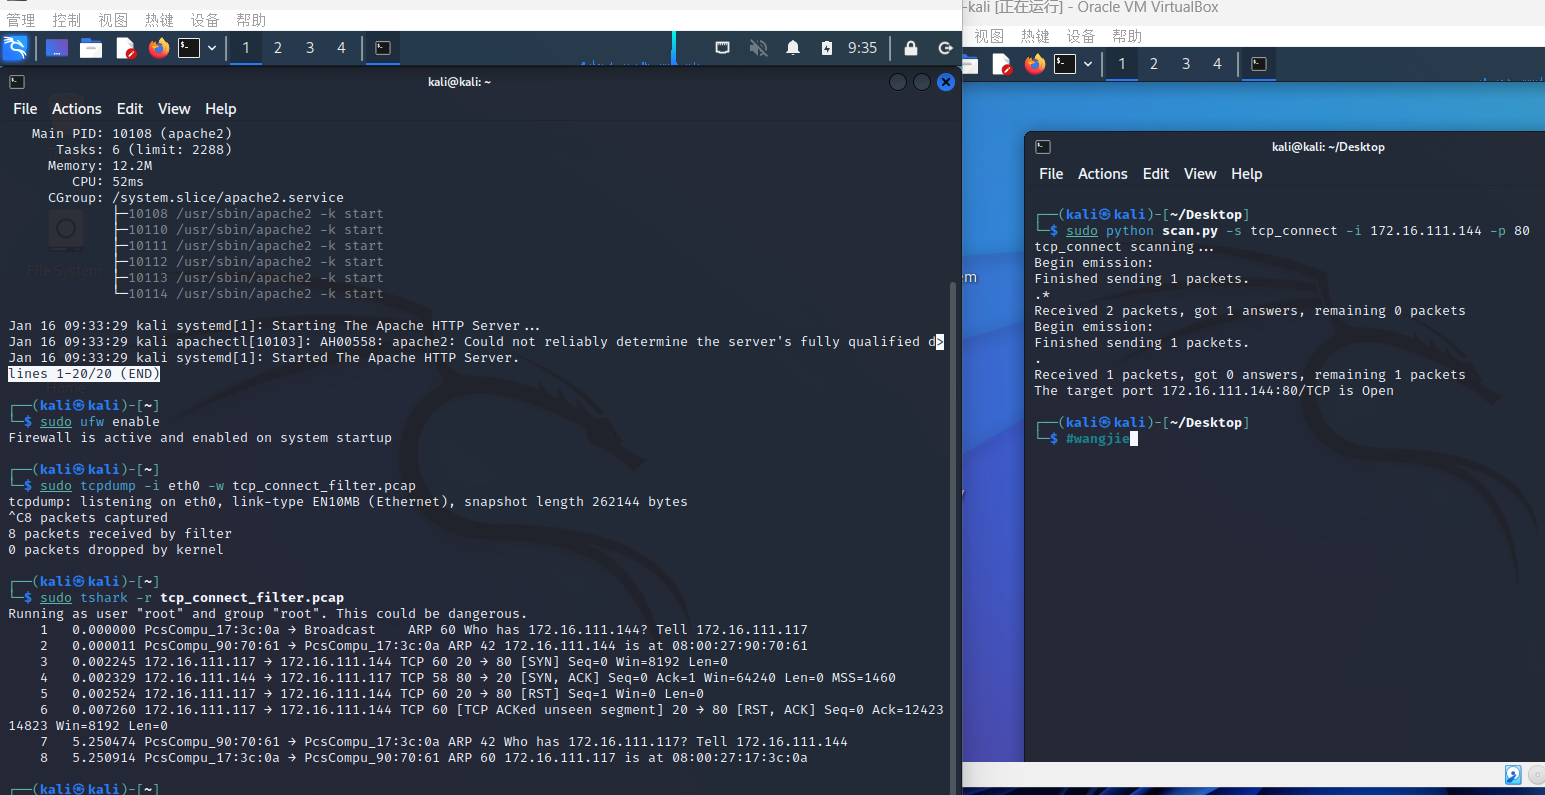 管理 控制 视图 热键 设备 帮助
1 2 3 4 9:35
kali@kali: ~
File Actions Edit View Help
Main PID: 10108 (apache2)
Tasks: 6 (limit: 2288)
Memory: 12.2M
CPU: 52ms
CGroup: /system.slice/apache2.service
├─10108 /usr/sbin/apache2 -k start
├─10110 /usr/sbin/apache2 -k start
├─10111 /usr/sbin/apache2 -k start
├─10112 /usr/sbin/apache2 -k start
├─10113 /usr/sbin/apache2 -k start
└─10114 /usr/sbin/apache2 -k start
File System
Jan 16 09:33:29 kali systemd[1]: Starting The Apache HTTP Server...
Jan 16 09:33:29 kali apachectl[10103]: AH00558: apache2: Could not reliably determine the server's fully qualified d>
Jan 16 09:33:29 kali systemd[1]: Started The Apache HTTP Server.
lines 1-20/20 (END)
┌──(kali㉿kali)-[~]
└─$ sudo ufw enable
Firewall is active and enabled on system startup
┌──(kali㉿kali)-[~]
└─$ sudo tcpdump -i eth0 -w tcp_connect_filter.pcap
tcpdump: listening on eth0, link-type EN10MB (Ethernet), snapshot length 262144 bytes
^C8 packets captured
8 packets received by filter
0 packets dropped by kernel
┌──(kali㉿kali)-[~]
└─$ sudo tshark -r tcp_connect_filter.pcap
Running as user "root" and group "root". This could be dangerous.
1 0.000000 PcsCompu_17:3c:0a → Broadcast ARP 60 Who has 172.16.111.144? Tell 172.16.111.117
2 0.000011 PcsCompu_90:70:61 → PcsCompu_17:3c:0a ARP 42 172.16.111.144 is at 08:00:27:90:70:61
3 0.002245 172.16.111.117 → 172.16.111.144 TCP 60 20 → 80 [SYN] Seq=0 Win=8192 Len=0
4 0.002329 172.16.111.144 → 172.16.111.117 TCP 58 80 → 20 [SYN, ACK] Seq=0 Ack=1 Win=64240 Len=0 MSS=1460
5 0.002524 172.16.111.117 → 172.16.111.144 TCP 60 20 → 80 [RST] Seq=1 Win=0 Len=0
6 0.007260 172.16.111.117 → 172.16.111.144 TCP 60 [TCP ACKed unseen segment] 20 → 80 [RST, ACK] Seq=0 Ack=12423
14823 Win=8192 Len=0
7 5.250474 PcsCompu_90:70:61 → PcsCompu_17:3c:0a ARP 42 Who has 172.16.111.117? Tell 172.16.111.144
8 5.250914 PcsCompu_17:3c:0a → PcsCompu_90:70:61 ARP 60 172.16.111.117 is at 08:00:27:17:3c:0a
┌──(kali㉿kali)-[~]
-kali [正在运行] - Oracle VM VirtualBox
视图 热键 设备 帮助
1 2 3 4
em
kali@kali: ~/Desktop
File Actions Edit View Help
┌──(kali㉿kali)-[~/Desktop]
└─$ sudo python scan.py -s tcp_connect -i 172.16.111.144 -p 80
tcp_connect scanning...
Begin emission:
Finished sending 1 packets.
.*
Received 2 packets, got 1 answers, remaining 0 packets
Begin emission:
Finished sending 1 packets.
.
Received 1 packets, got 0 answers, remaining 1 packets
The target port 172.16.111.144:80/TCP is Open
┌──(kali㉿kali)-[~/Desktop]
└─$ #wangjie